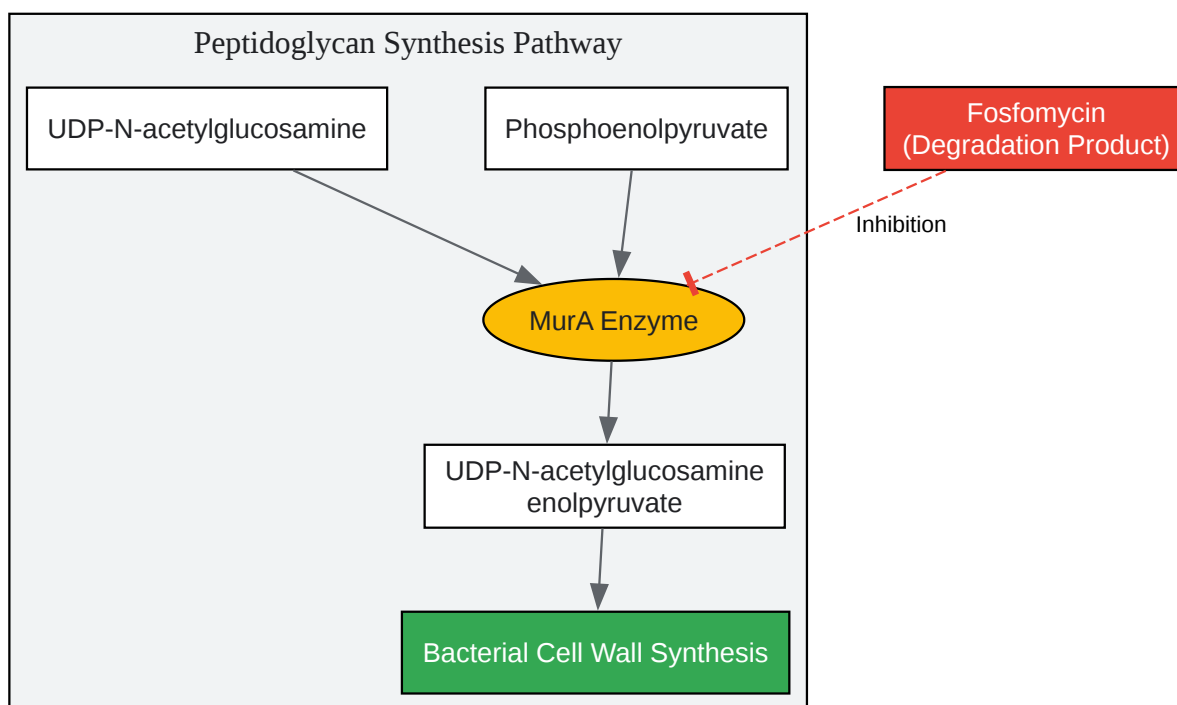 Peptidoglycan Synthesis Pathway
UDP-N-acetylglucosamine
Phosphoenolpyruvate
Fosfomycin
(Degradation Product)
Inhibition
MurA Enzyme
UDP-N-acetylglucosamine
enolpyruvate
Bacterial Cell Wall Synthesis